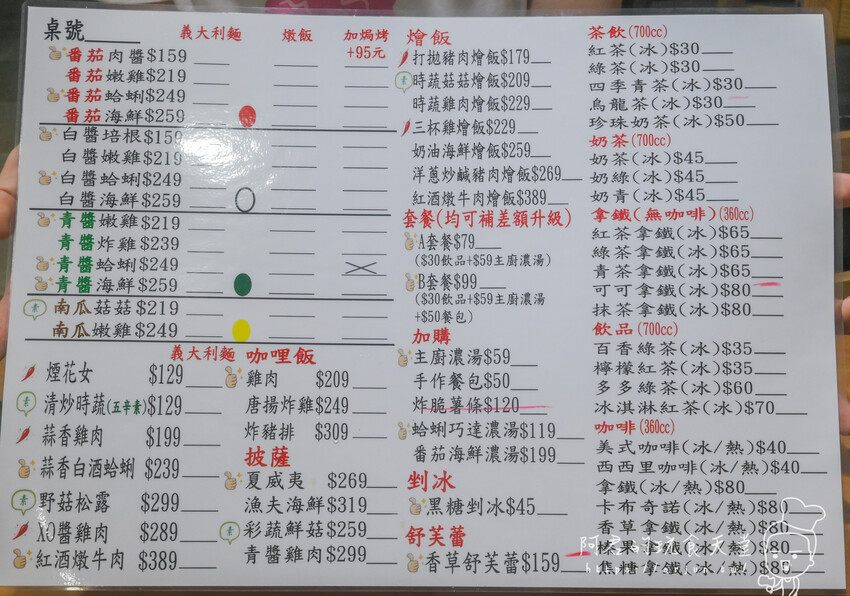 桌號 義大利麵 燉飯 加焗烤
+95元
番茄肉醬$159
番茄嫩雞$219
番茄蛤蜊$249
番茄海鮮$259
白醬培根$159
白醬嫩雞$219
白醬蛤蜊$249
白醬海鮮$259
青醬嫩雞$219
青醬炸雞$239
青醬蛤蜊$249
青醬海鮮$259
素 南瓜菇菇$219
南瓜嫩雞$249
義大利麵
煙花女 $129
素 清炒時蔬(五辛素)$129
蒜香雞肉 $199
蒜香白酒蛤蜊 $239
素 野菇松露 $299
XO醬雞肉 $289
紅酒燉牛肉 $389
咖哩飯
雞肉 $209
唐揚炸雞$249
炸豬排 $309
披薩
夏威夷 $269
漁夫海鮮$319
素 彩蔬鮮菇$259
青醬雞肉$299
燴飯
打拋豬肉燴飯$179
素 時蔬菇菇燴飯$209
時蔬雞肉燴飯$229
三杯雞燴飯$229
奶油海鮮燴飯$259
洋蔥炒鹹豬肉燴飯$269
紅酒燉牛肉燴飯$389
套餐(均可補差額升級)
A套餐$79
($30飲品+$59主廚濃湯)
B套餐$99
($30飲品+$59主廚濃湯
+$50餐包)
加購
主廚濃湯$59
手作餐包$50
炸脆薯條$120
蛤蜊巧達濃湯$119
番茄海鮮濃湯$199
剉冰
黑糖剉冰$45
舒芙蕾
香草舒芙蕾$159
茶飲(700cc)
紅茶(冰)$30
綠茶(冰)$30
四季青茶(冰)$30
烏龍茶(冰)$30
珍珠奶茶(冰)$50
奶茶(700cc)
奶茶(冰)$45
奶綠(冰)$45
奶青(冰)$45
拿鐵(無咖啡)(360cc)
紅茶拿鐵(冰)$65
綠茶拿鐵(冰)$65
青茶拿鐵(冰)$65
可可拿鐵(冰)$80
抹茶拿鐵(冰)$80
飲品(700cc)
百香綠茶(冰)$35
檸檬紅茶(冰)$35
多多綠茶(冰)$60
冰淇淋紅茶(冰)$70
咖啡(360cc)
美式咖啡(冰/熱)$40
西西里咖啡(冰/熱)$40
拿鐵(冰/熱)$80
卡布奇諾(冰/熱)$80
香草拿鐵(冰/熱)$80
榛果拿鐵(冰/熱)$80
焦糖拿鐵(冰/熱)$80